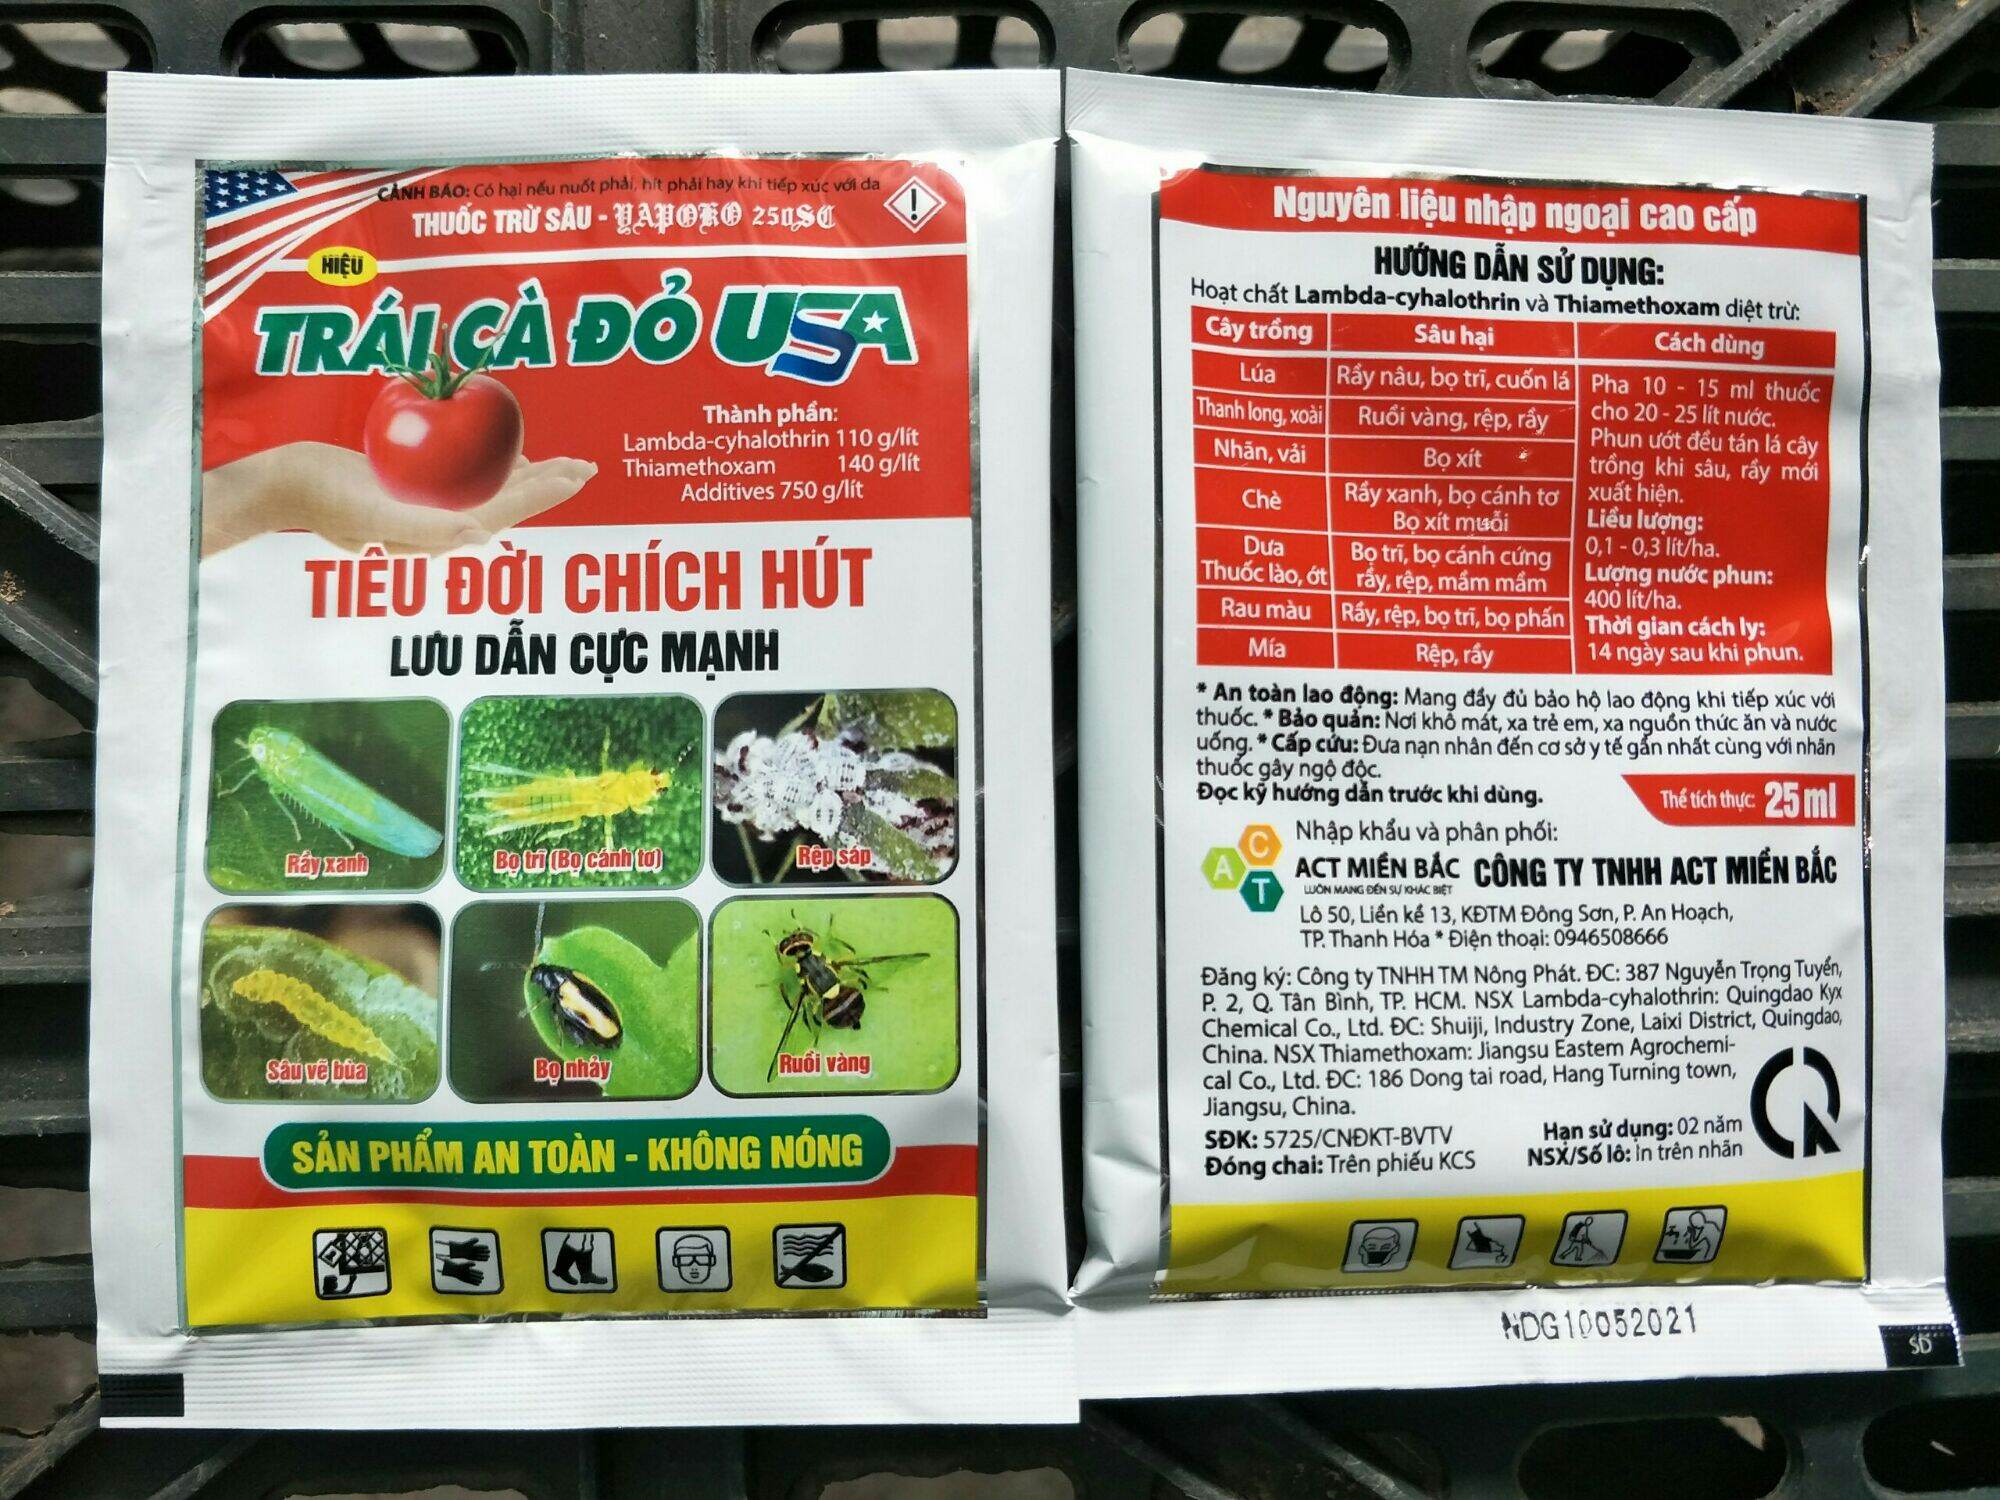 CẢNH BÁO: Có hại nếu nuốt phải, hít phải hay khi tiếp xúc với da
THUỐC TRỪ SÂU - YAPOKO 250SC
HIỆU
TRÁI CÀ ĐỎ USA
Thành phần:
Lambda-cyhalothrin 110 g/lít
Thiamethoxam 140 g/lít
Additives 750 g/lít
TIÊU ĐỜI CHÍCH HÚT
LƯU DẪN CỰC MẠNH
Rầy xanh
Bọ trĩ (Bọ cánh tơ)
Rệp sáp
Sâu vẽ bùa
Bọ nhảy
Ruồi vàng
SẢN PHẨM AN TOÀN - KHÔNG NÓNG
Nguyên liệu nhập ngoại cao cấp
HƯỚNG DẪN SỬ DỤNG:
Hoạt chất Lambda-cyhalothrin và Thiamethoxam diệt trừ:
Cây trồng Sâu hại Cách dùng
Lúa Rầy nâu, bọ trĩ, cuốn lá
Thanh long, xoài Ruồi vàng, rệp, rầy
Nhãn, vải Bọ xít
Chè Rầy xanh, bọ cánh tơ
Bọ xít muỗi
Dưa Bọ trĩ, bọ cánh cứng
Thuốc lào, ớt rầy, rệp, mầm mầm
Rau màu Rầy, rệp, bọ trĩ, bọ phấn
Mía Rệp, rầy
Pha 10 - 15 ml thuốc
cho 20 - 25 lít nước.
Phun ướt đều tán lá cây
trồng khi sâu, rầy mới
xuất hiện.
Liều lượng:
0,1 - 0,3 lít/ha.
Lượng nước phun:
400 lít/ha.
Thời gian cách ly:
14 ngày sau khi phun.
* An toàn lao động: Mang đầy đủ bảo hộ lao động khi tiếp xúc với
thuốc. * Bảo quản: Nơi khô mát, xa trẻ em, xa nguồn thức ăn và nước
uống. * Cấp cứu: Đưa nạn nhân đến cơ sở y tế gần nhất cùng với nhãn
thuốc gây ngộ độc.
Đọc kỹ hướng dẫn trước khi dùng.
Thể tích thực: 25ml
Nhập khẩu và phân phối:
A C T
ACT MIỀN BẮC CÔNG TY TNHH ACT MIỀN BẮC
LUÔN MANG ĐẾN SỰ KHÁC BIỆT
Lô 50, Liền kề 13, KĐTM Đông Sơn, P. An Hoạch,
TP. Thanh Hóa * Điện thoại: 0946508666
Đăng ký: Công ty TNHH TM Nông Phát. ĐC: 387 Nguyễn Trọng Tuyển,
P. 2, Q. Tân Bình, TP. HCM. NSX Lambda-cyhalothrin: Quingdao Kyx
Chemical Co., Ltd. ĐC: Shuiji, Industry Zone, Laixi District, Quingdao,
China. NSX Thiamethoxam: Jiangsu Eastem Agrochemi-
cal Co., Ltd. ĐC: 186 Dong tai road, Hang Turning town,
Jiangsu, China.
SĐK: 5725/CNĐKT-BVTV
Đóng chai: Trên phiếu KCS
Hạn sử dụng: 02 năm
NSX/Số lô: in trên nhãn
NDG10052021
SD